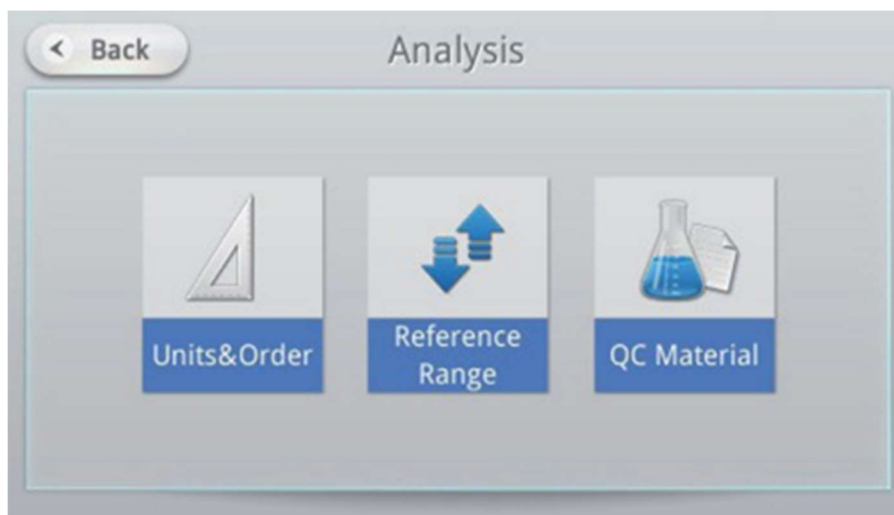 Back
Analysis
Units&Order
Reference
Range
QC Material